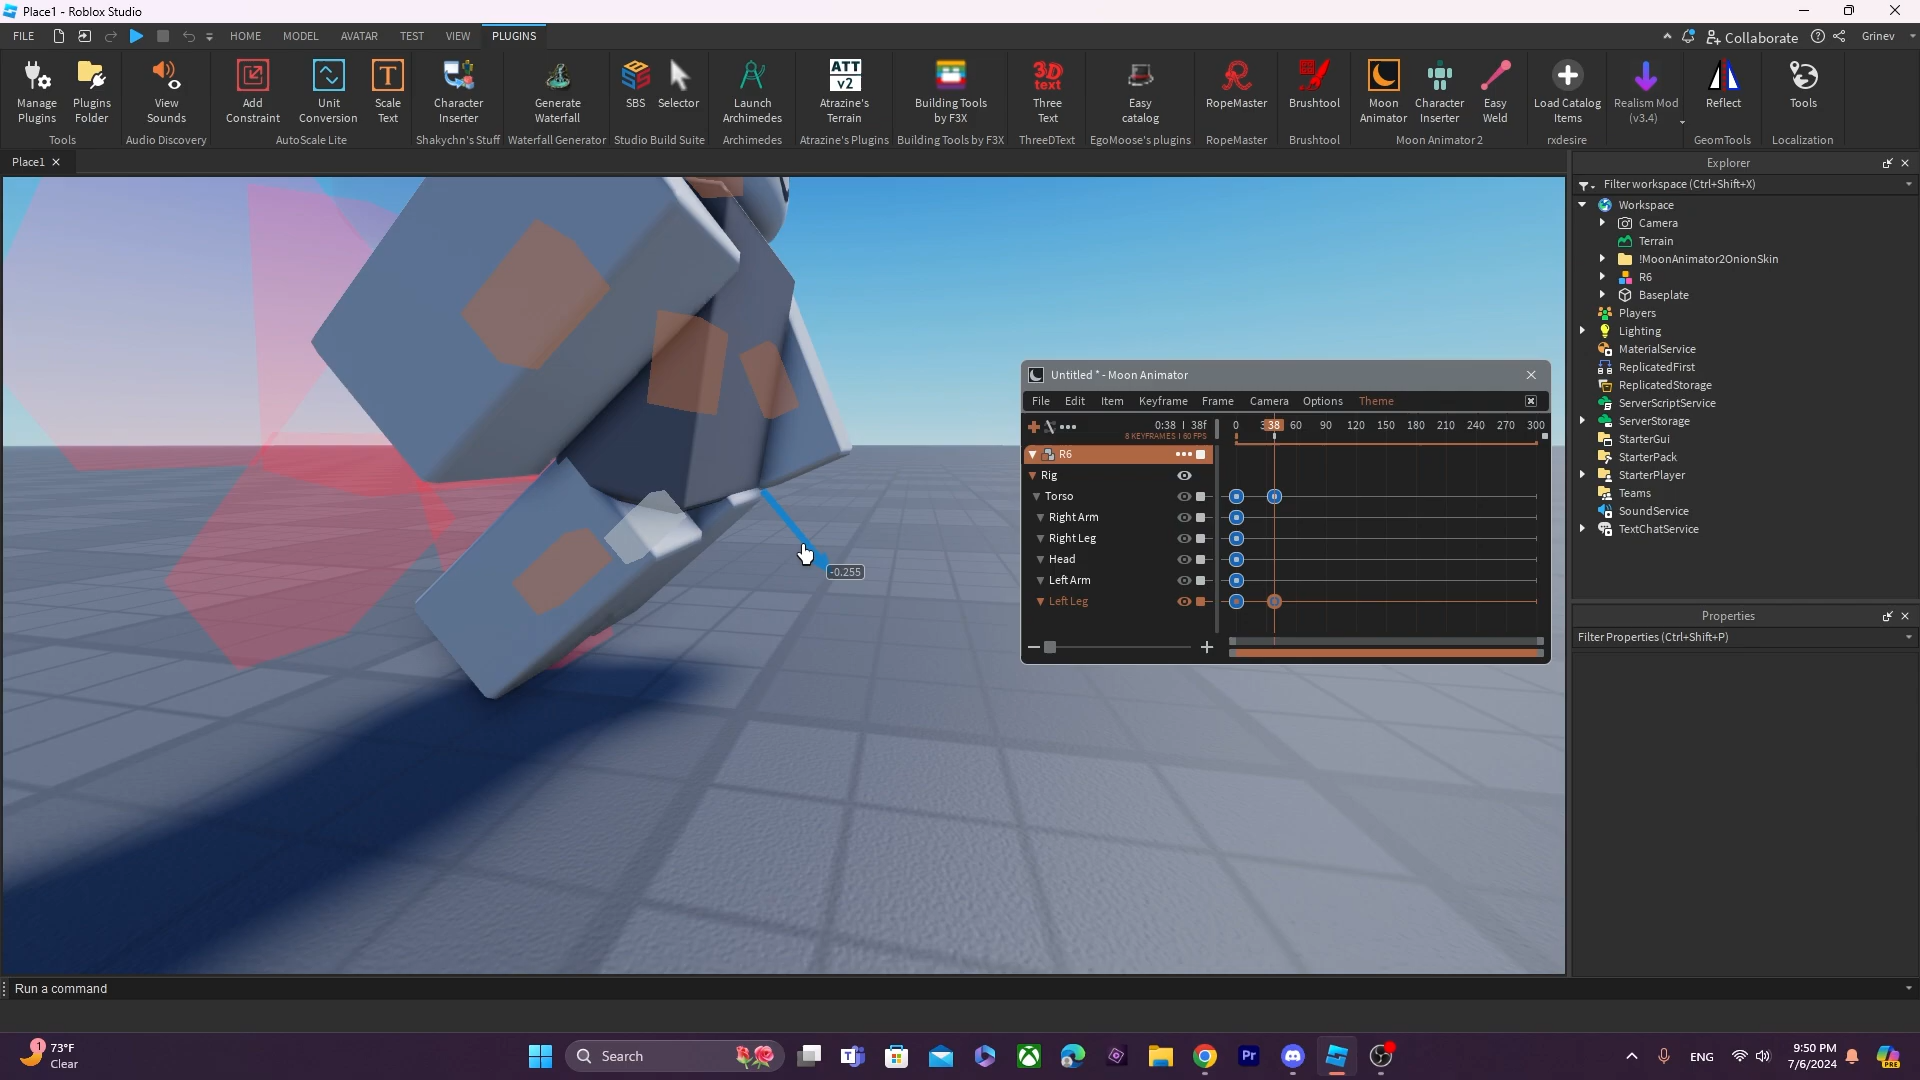 Place1 - Roblox Studio
FILE HOME MODEL AVATAR TEST VIEW PLUGINS Collaborate Grinev
Manage Plugins
Plugins Folder
Tools
View Sounds
Audio Discovery
Add Constraint
Unit Conversion
Scale Text
AutoScale Lite
Character Inserter
Shakychn's Stuff
Generate Waterfall
Waterfall Generator
SBS
Selector
Studio Build Suite
Launch Archimedes
Archimedes
ATT
v2
Atrazine's Terrain
Atrazine's Plugins
Building Tools by F3X
Building Tools by F3X
3D
text
Three Text
ThreeDText
Easy catalog
EgoMoose's plugins
RopeMaster
RopeMaster
Brushtool
Brushtool
Moon Animator
Character Inserter
Easy Weld
Moon Animator 2
Load Catalog Items
rxdesire
Realism Mod (v3.4)
Reflect
GeomTools
Tools
Localization
Place1
Explorer
Filter workspace (Ctrl+Shift+X)
Workspace
Camera
Terrain
!MoonAnimator2OnionSkin
R6
Baseplate
Players
Lighting
MaterialService
ReplicatedFirst
ReplicatedStorage
ServerScriptService
ServerStorage
StarterGui
StarterPack
StarterPlayer
Teams
SoundService
TextChatService
Properties
Filter Properties (Ctrl+Shift+P)
-0.255
Untitled * - Moon Animator
File Edit Item Keyframe Frame Camera Options Theme
0:38 | 38f
8 KEYFRAMES | 60 FPS
0 38 60 90 120 150 180 210 240 270 300
R6
Rig
Torso
Right Arm
Right Leg
Head
Left Arm
Left Leg
Run a command
1
73°F
Clear
Search
Pr
ENG
9:50 PM
7/6/2024
PRE